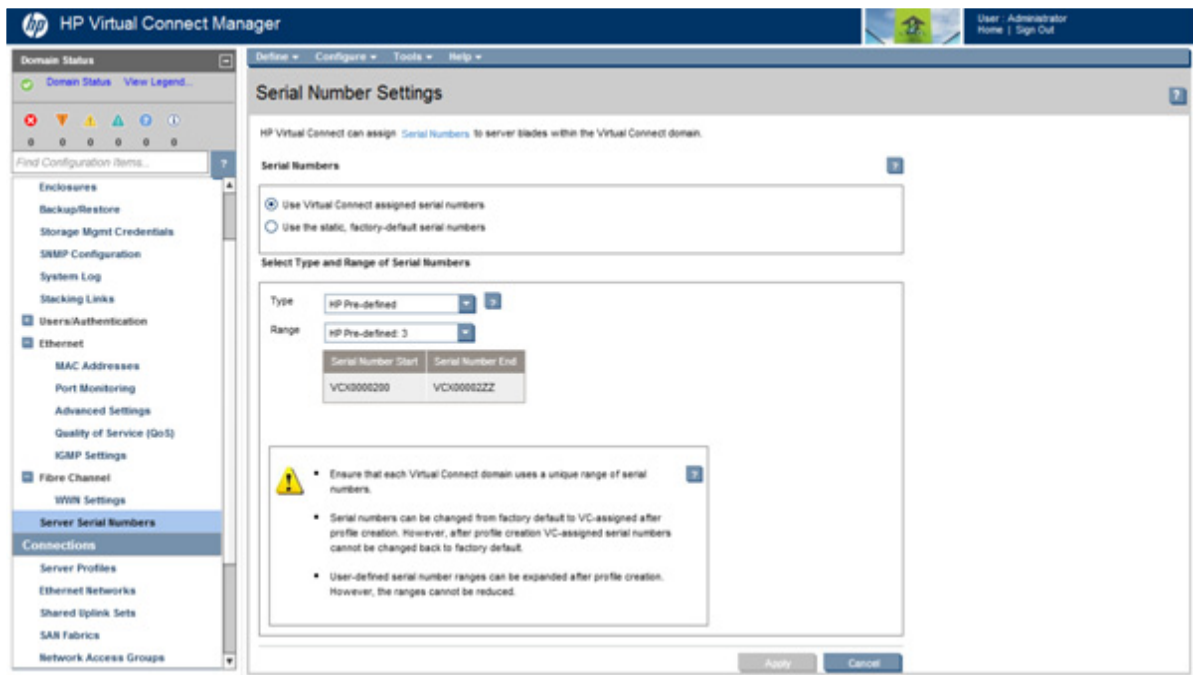 hp HP Virtual Connect Manager
User : Administrator
Home | Sign Out
Domain Status
Domain Status View Legend...
0 0 0 0 0 0
Find Configuration Items... ?
Enclosures
Backup/Restore
Storage Mgmt Credentials
SNMP Configuration
System Log
Stacking Links
Users/Authentication
Ethernet
MAC Addresses
Port Monitoring
Advanced Settings
Quality of Service (QoS)
IGMP Settings
Fibre Channel
WWN Settings
Server Serial Numbers
Connections
Server Profiles
Ethernet Networks
Shared Uplink Sets
SAN Fabrics
Network Access Groups
Define Configure Tools Help
Serial Number Settings ?
HP Virtual Connect can assign Serial Numbers to server blades within the Virtual Connect domain.
Serial Numbers ?
Use Virtual Connect assigned serial numbers
Use the static, factory-default serial numbers
Select Type and Range of Serial Numbers
Type HP Pre-defined ?
Range HP Pre-defined: 3
Serial Number Start Serial Number End
VCX0000200 VCX00002ZZ
Ensure that each Virtual Connect domain uses a unique range of serial ?
numbers.
Serial numbers can be changed from factory default to VC-assigned after
profile creation. However, after profile creation VC-assigned serial numbers
cannot be changed back to factory default.
User-defined serial number ranges can be expanded after profile creation.
However, the ranges cannot be reduced.
Apply Cancel